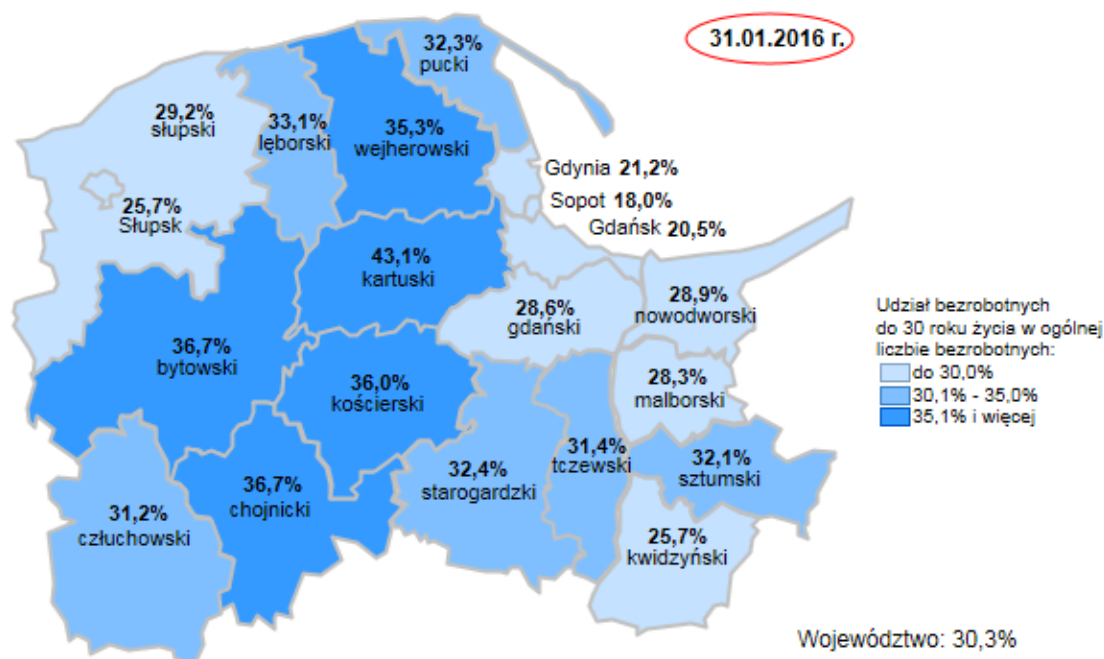 31.01.2016 r.
32,3%
pucki
29,2%
słupski
33,1%
lęborski
35,3%
wejherowski
Gdynia 21,2%
Sopot 18,0%
Gdańsk 20,5%
25,7%
Słupsk
43,1%
kartuski
28,6%
gdański
28,9%
nowodworski
36,7%
bytowski
36,0%
kościerski
28,3%
malborski
Udział bezrobotnych
do 30 roku życia w ogólnej
liczbie bezrobotnych:
do 30,0%
30,1% - 35,0%
35,1% i więcej
31,2%
człuchowski
36,7%
chojnicki
32,4%
starogardzki
31,4%
tczewski
32,1%
sztumski
25,7%
kwidzyński
Województwo: 30,3%